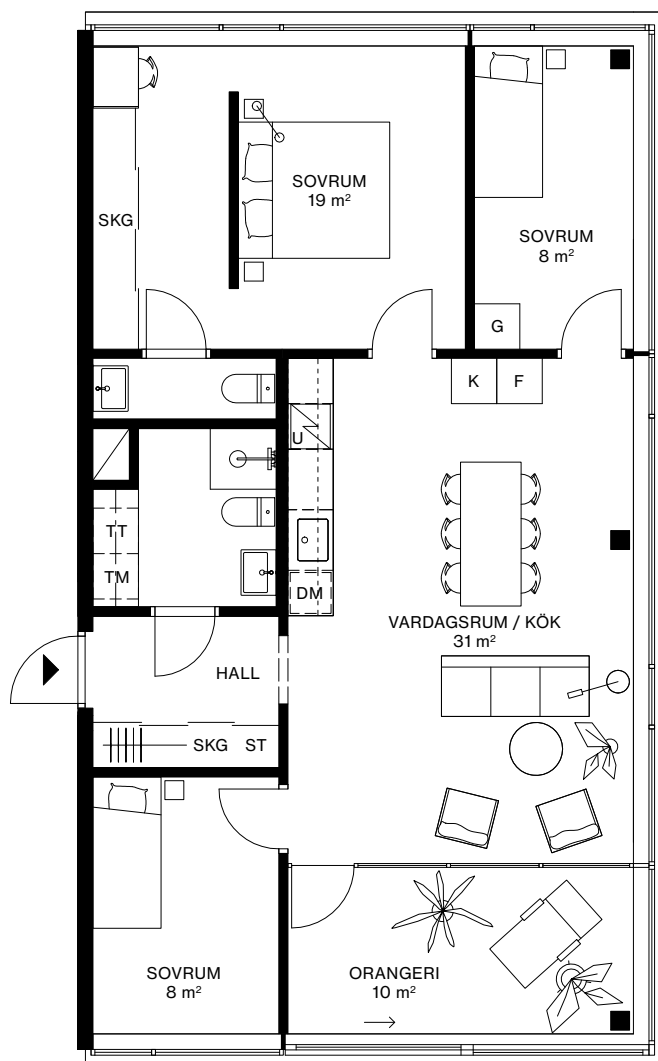 SOVRUM
19 m²
SKG
SOVRUM
8 m²
G
K
F
U
TT
TM
DM
VARDAGSRUM / KÖK
31 m²
HALL
SKG
ST
SOVRUM
8 m²
ORANGERI
10 m²